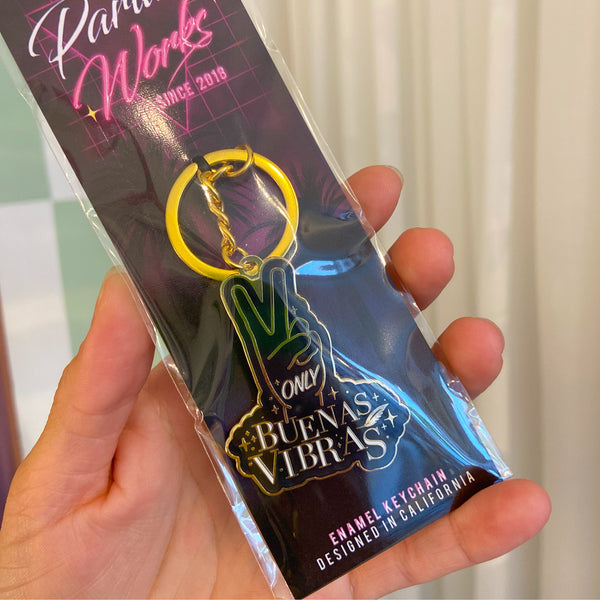 Works
SINCE 2018
ONLY
BUENAS
VIBRAS
ENAMEL KEYCHAIN
DESIGNED IN CALIFORNIA